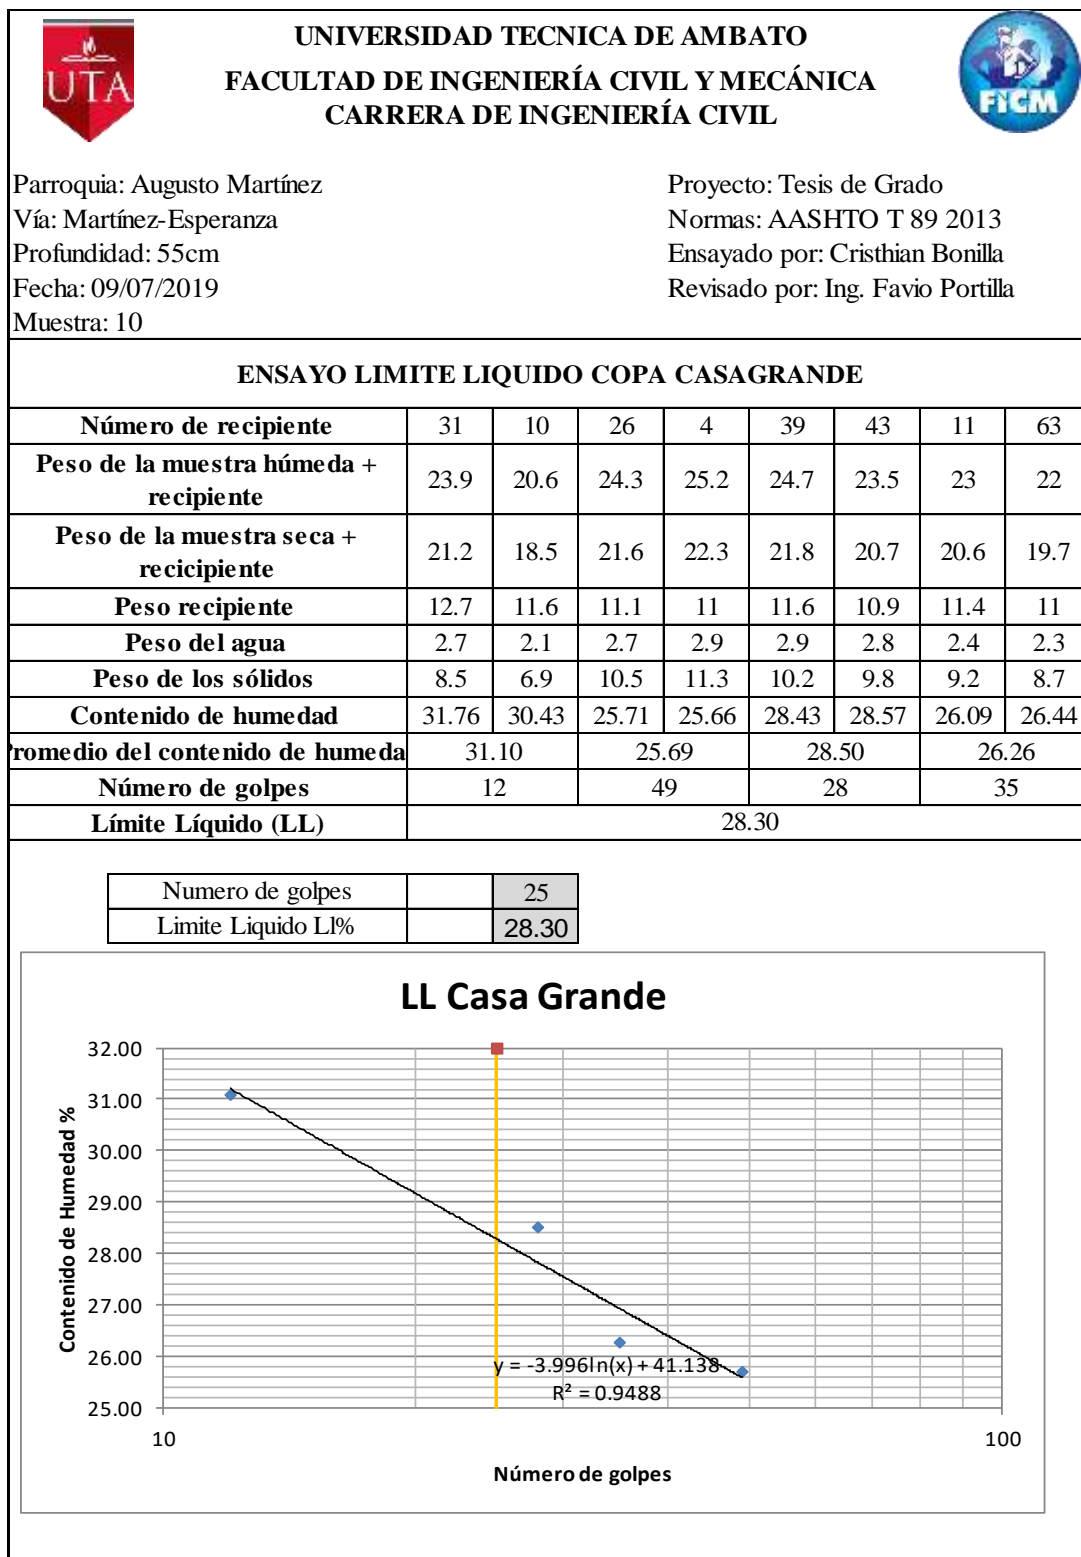 UNIVERSIDAD TECNICA DE AMBATO
FACULTAD DE INGENIERÍA CIVIL Y MECÁNICA
CARRERA DE INGENIERÍA CIVIL
UTA
FICM
Parroquia: Augusto Martínez
Vía: Martínez-Esperanza
Profundidad: 55cm
Fecha: 09/07/2019
Muestra: 10
Proyecto: Tesis de Grado
Normas: AASHTO T 89 2013
Ensayado por: Cristhian Bonilla
Revisado por: Ing. Favio Portilla
ENSAYO LIMITE LIQUIDO COPA CASAGRANDE
Número de recipiente 31 10 26 4 39 43 11 63
Peso de la muestra húmeda +
recipiente 23.9 20.6 24.3 25.2 24.7 23.5 23 22
Peso de la muestra seca +
recicipiente 21.2 18.5 21.6 22.3 21.8 20.7 20.6 19.7
Peso recipiente 12.7 11.6 11.1 11 11.6 10.9 11.4 11
Peso del agua 2.7 2.1 2.7 2.9 2.9 2.8 2.4 2.3
Peso de los sólidos 8.5 6.9 10.5 11.3 10.2 9.8 9.2 8.7
Contenido de humedad 31.76 30.43 25.71 25.66 28.43 28.57 26.09 26.44
romedio del contenido de humeda 31.10 25.69 28.50 26.26
Número de golpes 12 49 28 35
Límite Líquido (LL) 28.30
Numero de golpes 25
Limite Liquido Ll% 28.30
LL Casa Grande
Contenido de Humedad %
32.00
31.00
30.00
29.00
28.00
27.00
26.00
25.00
y = -3.996ln(x) + 41.138
R² = 0.9488
10 100
Número de golpes